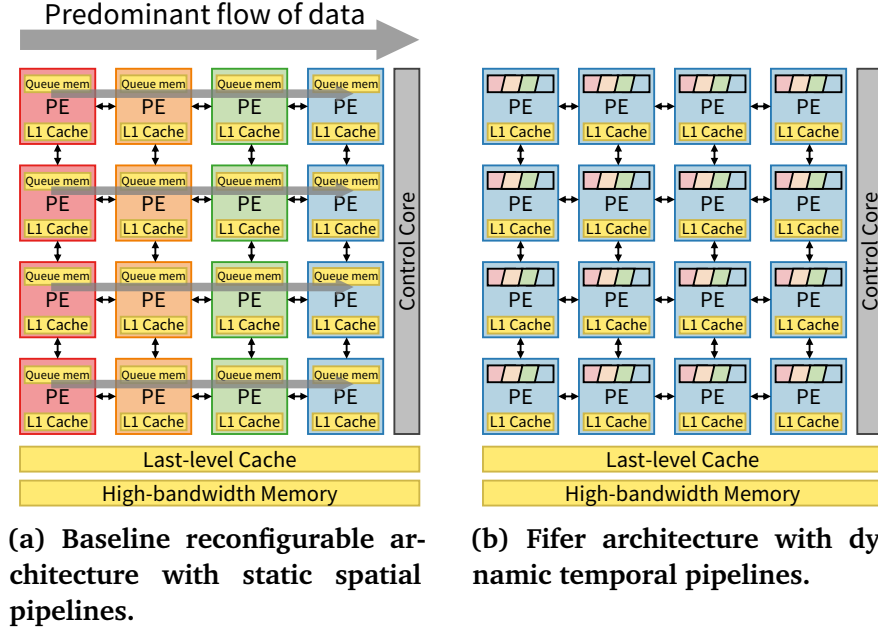 Predominant flow of data
Queue mem Queue mem Queue mem Queue mem
PE PE PE PE
L1 Cache L1 Cache L1 Cache L1 Cache
Queue mem Queue mem Queue mem Queue mem
PE PE PE PE
L1 Cache L1 Cache L1 Cache L1 Cache
Queue mem Queue mem Queue mem Queue mem
PE PE PE PE
L1 Cache L1 Cache L1 Cache L1 Cache
Queue mem Queue mem Queue mem Queue mem
PE PE PE PE
L1 Cache L1 Cache L1 Cache L1 Cache
Control Core
Last-level Cache
High-bandwidth Memory
(a) Baseline reconfigurable ar-
chitecture with static spatial
pipelines.
PE PE PE PE
L1 Cache L1 Cache L1 Cache L1 Cache
PE PE PE PE
L1 Cache L1 Cache L1 Cache L1 Cache
PE PE PE PE
L1 Cache L1 Cache L1 Cache L1 Cache
PE PE PE PE
L1 Cache L1 Cache L1 Cache L1 Cache
Control Core
Last-level Cache
High-bandwidth Memory
(b) Fifer architecture with dy
namic temporal pipelines.